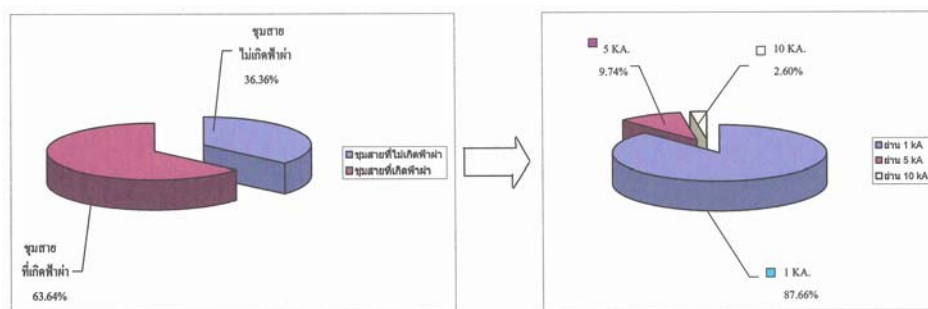 ชุมสาย
ไม่เกิดฟ้าผ่า
36.36%
ชุมสายที่ไม่เกิดฟ้าผ่า
ชุมสายที่เกิดฟ้าผ่า
ชุมสาย
ที่เกิดฟ้าผ่า
63.64%
5 KA.
9.74%
10 KA.
2.60%
อ่าน 1 kA
อ่าน 5 kA
อ่าน 10 kA
1 KA.
87.66%